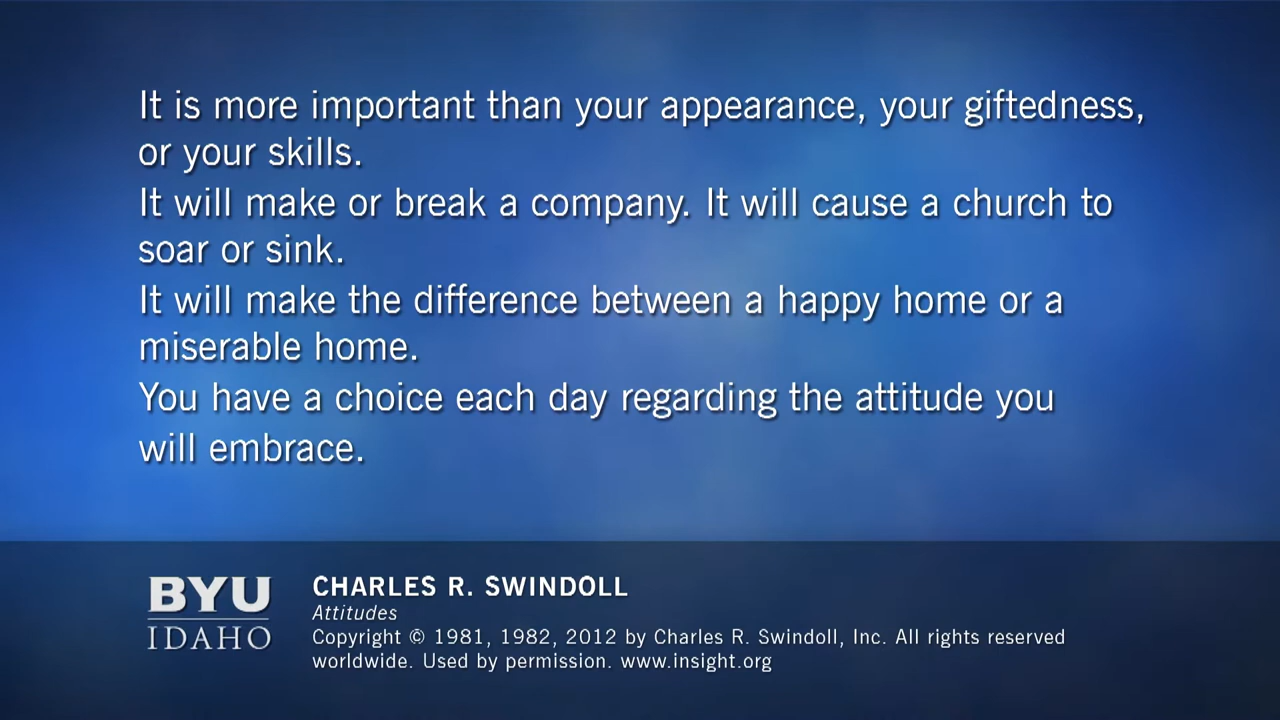 It is more important than your appearance, your giftedness,
or your skills.
It will make or break a company. It will cause a church to
soar or sink.
It will make the difference between a happy home or a
miserable home.
You have a choice each day regarding the attitude you
will embrace.
BYU
IDAHO
CHARLES R. SWINDOLL
Attitudes
Copyright © 1981, 1982, 2012 by Charles R. Swindoll, Inc. All rights reserved
worldwide. Used by permission. www.insight.org